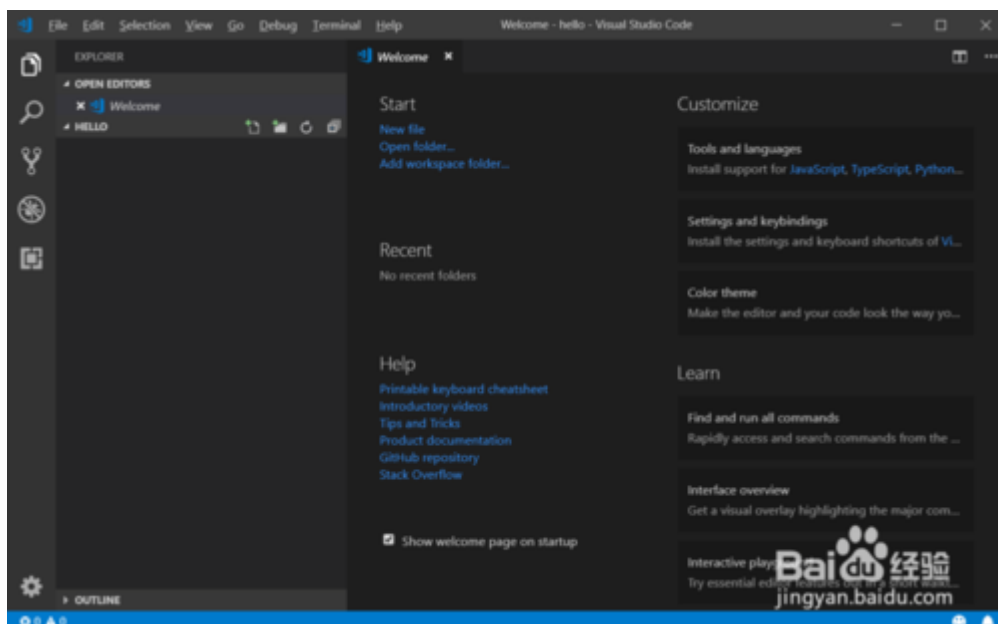 File Edit Selection View Go Debug Terminal Help
Welcome - hello - Visual Studio Code
EXPLORER
OPEN EDITORS
Welcome
HELLO
OUTLINE
Welcome
Start
New file
Open folder...
Add workspace folder...
Recent
No recent folders
Help
Printable keyboard cheatsheet
Introductory videos
Tips and Tricks
Product documentation
GitHub repository
Stack Overflow
Show welcome page on startup
Customize
Tools and languages
Install support for JavaScript, TypeScript, Python...
Settings and keybindings
Install the settings and keyboard shortcuts of Vi...
Color theme
Make the editor and your code look the way yo...
Learn
Find and run all commands
Rapidly access and search commands from the ...
Interface overview
Get a visual overlay highlighting the major com...
Interactive
Try essential
Baidu 经验
jingyan.baidu.com
0 0